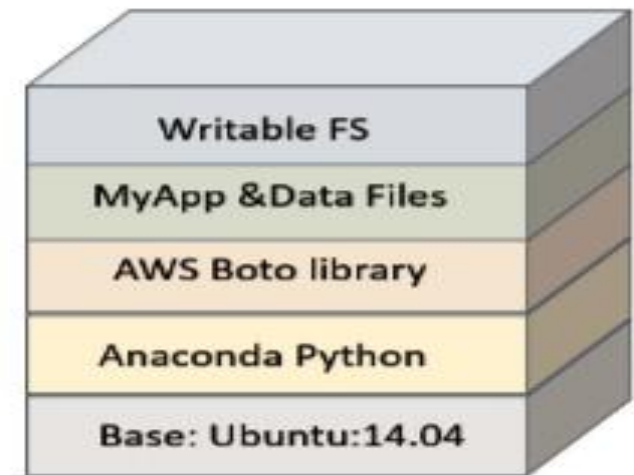 Writable FS
MyApp &Data Files
AWS Boto library
Anaconda Python
Base: Ubuntu:14.04